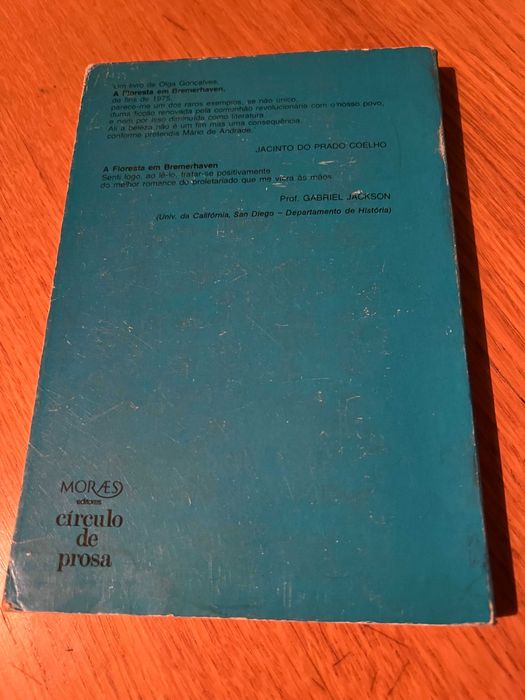 Um livro de Olga Gonçalves,
A Floresta em Bremerhaven,
de fins de 1975,
parece-me um dos raros exemplos, se não único,
duma ficção renovada pela comunhão revolucionária com o nosso povo,
e nem por isso diminuída como literatura.
Ali a beleza não é um fim mas uma consequência,
conforme pretendia Mário de Andrade.
JACINTO DO PRADO COELHO
A Floresta em Bremerhaven
Senti logo, ao lê-lo, tratar-se positivamente
do melhor romance do proletariado que me viera às mãos.
Prof. GABRIEL JACKSON
(Univ. da Califórnia, San Diego – Departamento de História)
MORÆS
editores
círculo
de
prosa